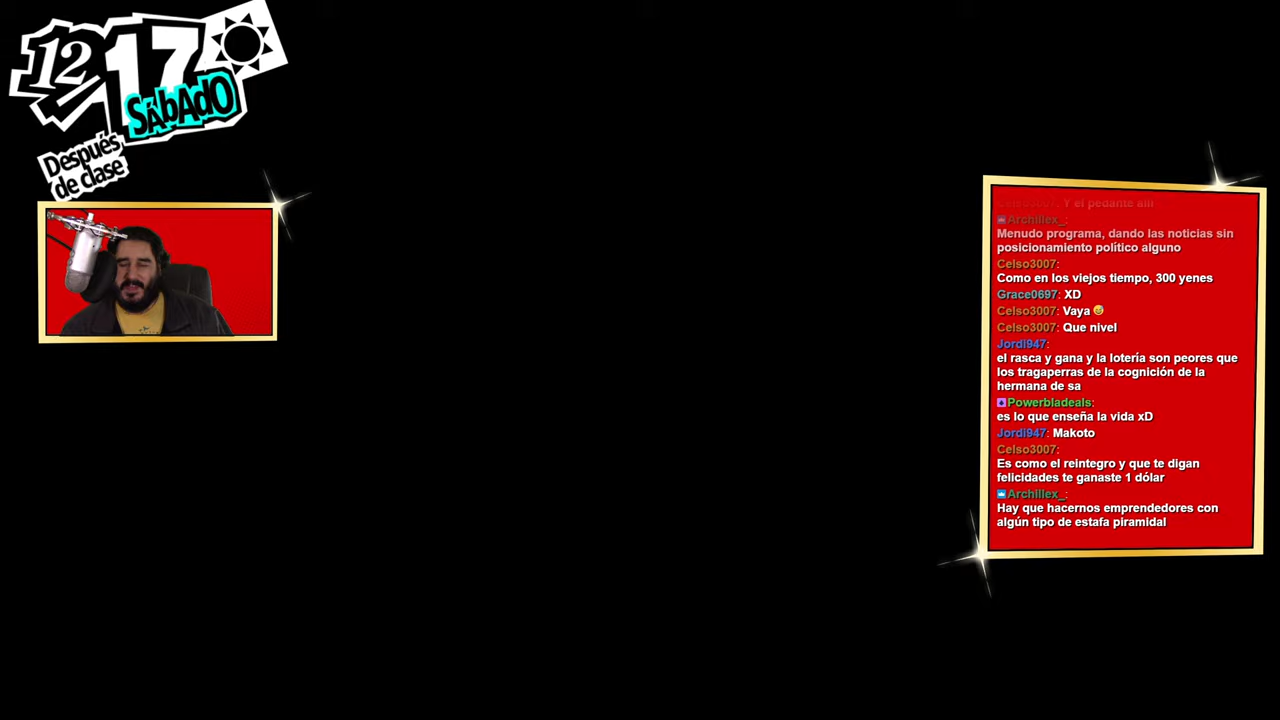 12 17
SábAdO
Después
de clase
Celso3007: Y el pedante allí
Archillex_:
Menudo programa, dando las noticias sin
posicionamiento político alguno
Celso3007:
Como en los viejos tiempo, 300 yenes
Grace0697: XD
Celso3007: Vaya 😅
Celso3007: Que nivel
Jordi947:
el rasca y gana y la lotería son peores que
los tragaperras de la cognición de la
hermana de sa
Powerbladeals:
es lo que enseña la vida xD
Jordi947: Makoto
Celso3007:
Es como el reintegro y que te digan
felicidades te ganaste 1 dólar
Archillex_:
Hay que hacernos emprendedores con
algún tipo de estafa piramidal